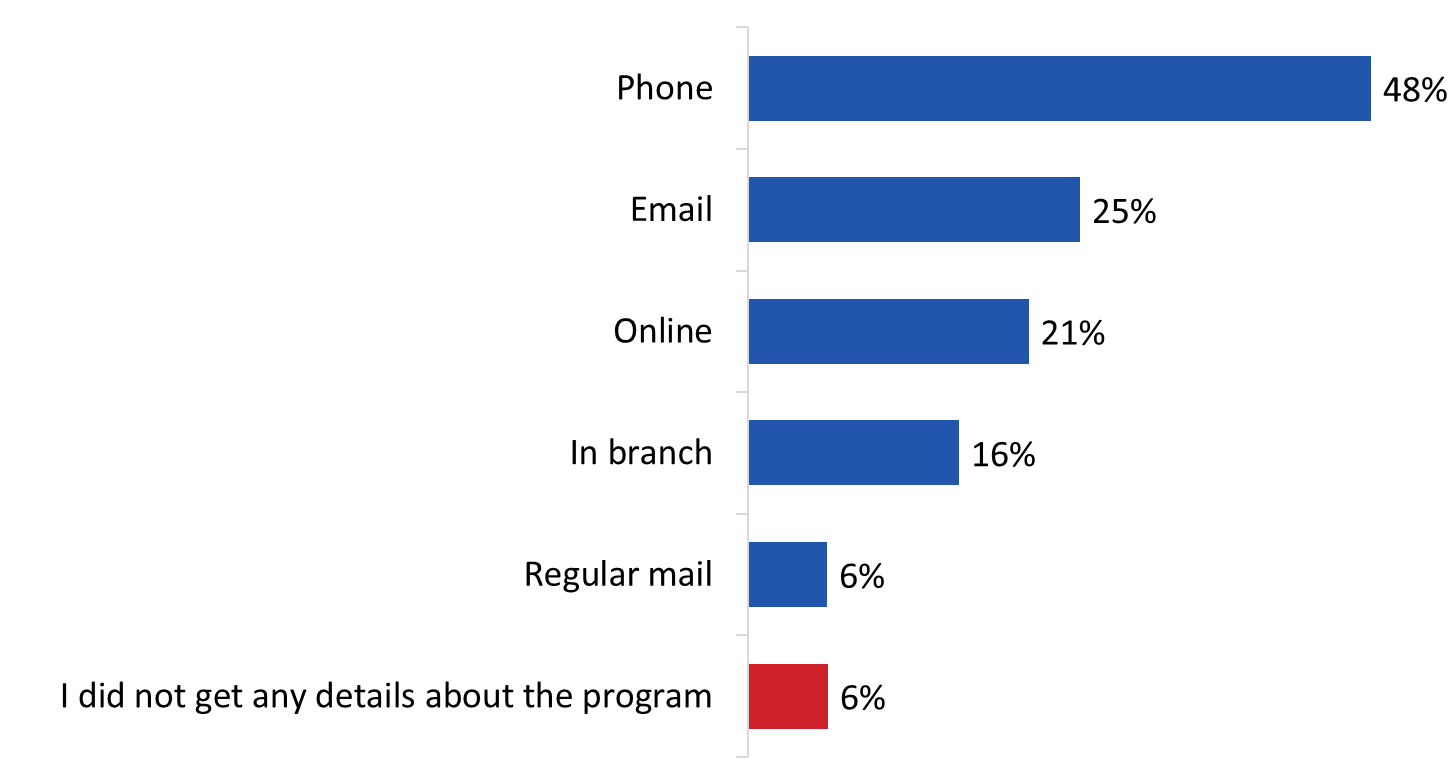 Phone 48%
Email 25%
Online 21%
In branch 16%
Regular mail 6%
I did not get any details about the program 6%